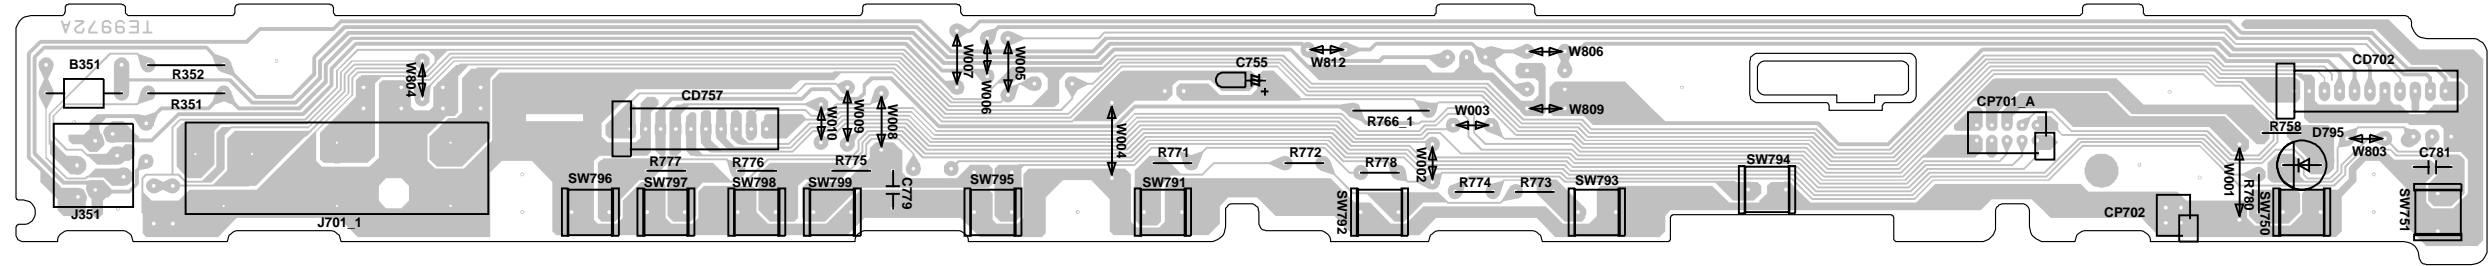 TE9972A
B351
R352
R351
J351
J701_1
W804
CD757
SW796
R777
SW797
R776
SW798
R775
SW799
W010
W009
W008
C779
W007
W006
W005
SW795
W004
R771
SW791
C755
+
W812
R772
R766_1
R778
SW792
W003
W002
R774
R773
W806
W809
SW793
SW794
CP701_A
CP702
W001
R780
SW750
CD702
R758
D795
W803
C781
SW751